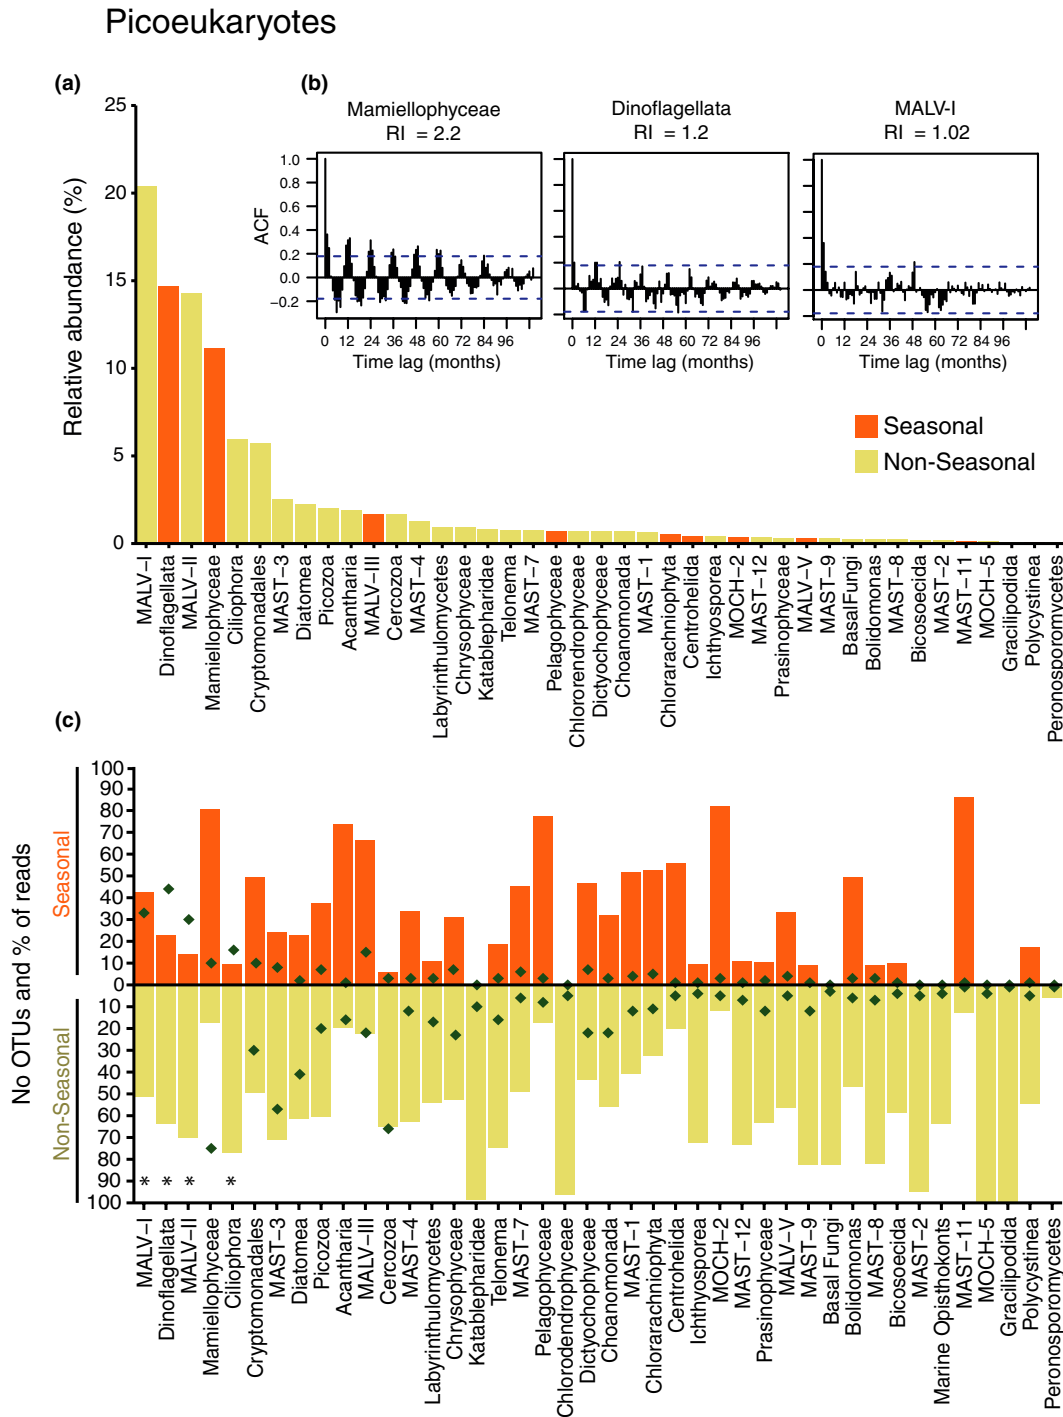 Picoeukaryotes
(a)
25
20
15
10
5
0
Relative abundance (%)
(b)
Mamiellophyceae
RI = 2.2
Dinoflagellata
RI = 1.2
MALV-I
RI = 1.02
ACF
1.0
0.8
0.6
0.4
0.2
0.0
−0.2
0 12 24 36 48 60 72 84 96
0 12 24 36 48 60 72 84 96
0 12 24 36 48 60 72 84 96
Time lag (months)
Time lag (months)
Time lag (months)
Seasonal
Non-Seasonal
MALV−I
Dinoflagellata
MALV−II
Mamiellophyceae
Ciliophora
Cryptomonadales
MAST−3
Diatomea
Picozoa
Acantharia
MALV−III
Cercozoa
MAST−4
Labyrinthulomycetes
Chrysophyceae
Katablepharidae
Telonema
MAST−7
Pelagophyceae
Chlororendrophyceae
Dictyochophyceae
Choanomonada
MAST−1
Chlorarachniophyta
Centrohelida
Ichthyosporea
MOCH−2
MAST−12
Prasinophyceae
MALV−V
MAST−9
BasalFungi
Bolidomonas
MAST−8
Bicosoecida
MAST−2
MAST−11
MOCH−5
Gracilipodida
Polycystinea
Peronosporomycetes
(c)
No OTUs and % of reads
Seasonal
Non-Seasonal
100
90
80
70
60
50
40
30
20
10
0
10
20
30
40
50
60
70
80
90
100
* * * *
MALV−I
Dinoflagellata
MALV−II
Mamiellophyceae
Ciliophora
Cryptomonadales
MAST−3
Diatomea
Picozoa
Acantharia
MALV−III
Cercozoa
MAST−4
Labyrinthulomycetes
Chrysophyceae
Katablepharidae
Telonema
MAST−7
Pelagophyceae
Chlorodendrophyceae
Dictyochophyceae
Choanomonada
MAST−1
Chlorarachniophyta
Centrohelida
Ichthyosporea
MOCH−2
MAST−12
Prasinophyceae
MALV−V
MAST−9
Basal Fungi
Bolidomonas
MAST−8
Bicosoecida
MAST−2
Marine Opisthokonts
MAST−11
MOCH−5
Gracilipodida
Polycystinea
Peronosporomycetes